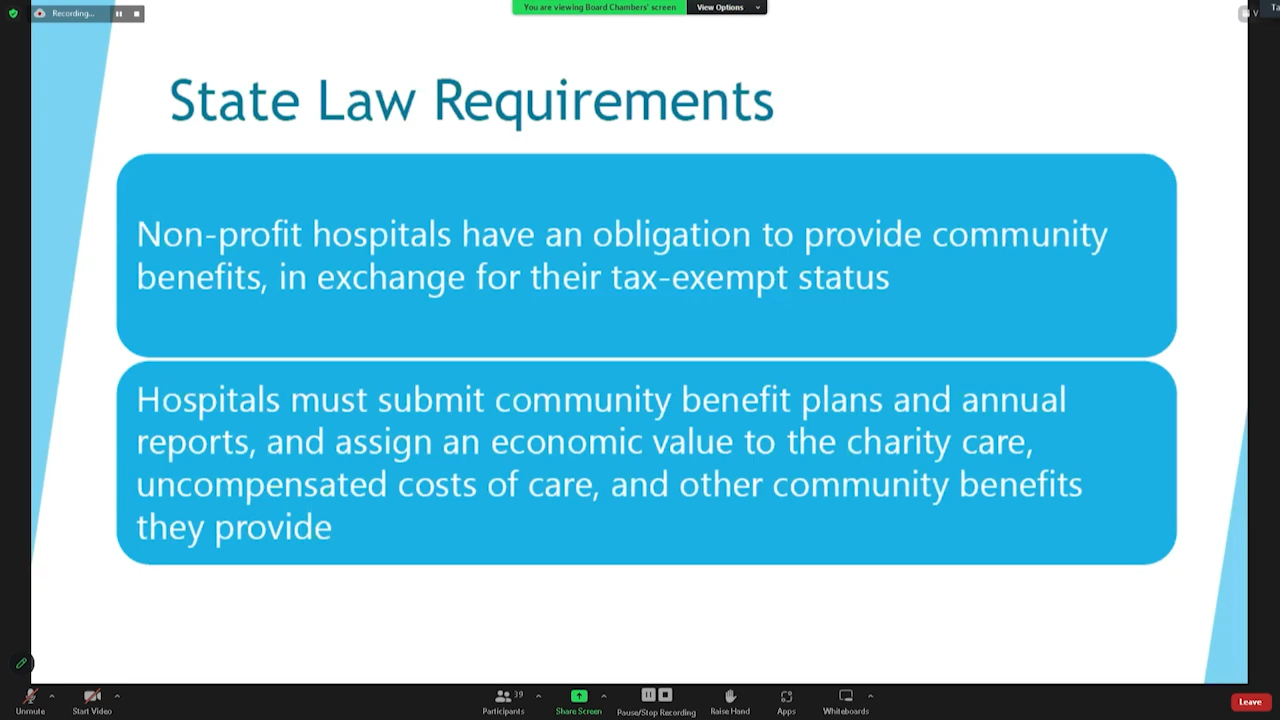 Recording...
You are viewing Board Chambers' screen
View Options
V
Ta
State Law Requirements
Non-profit hospitals have an obligation to provide community
benefits, in exchange for their tax-exempt status
Hospitals must submit community benefit plans and annual
reports, and assign an economic value to the charity care,
uncompensated costs of care, and other community benefits
they provide
Unmute
Start Video
39
Participants
Share Screen
Pause/Stop Recording
Raise Hand
Apps
Whiteboards
Leave